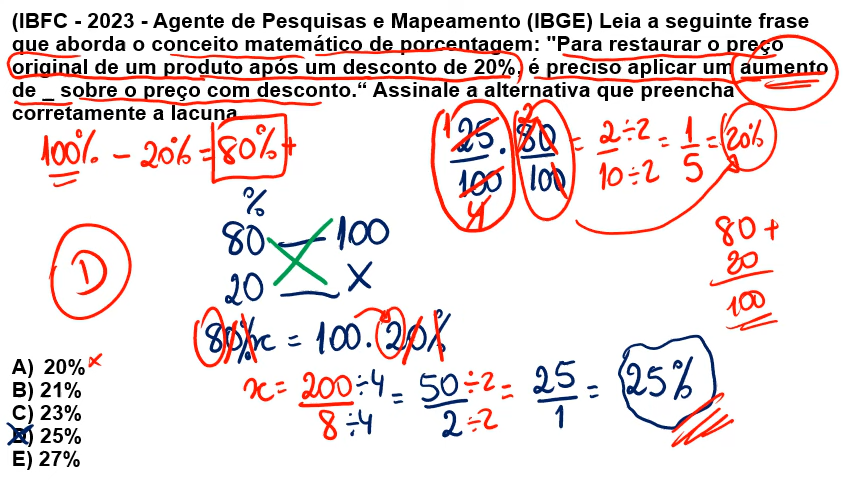 (IBFC - 2023 - Agente de Pesquisas e Mapeamento (IBGE) Leia a seguinte frase
que aborda o conceito matemático de porcentagem: "Para restaurar o preço
original de um produto após um desconto de 20%, é preciso aplicar um aumento
de _ sobre o preço com desconto.“ Assinale a alternativa que preencha
corretamente a lacuna
100% - 20% = 80% +
1 25/100 4 . 2 80/100 = 2÷2/10÷2 = 1/5 = 20%
%
80 100
20 x
80 +
20
100
D
80%x = 100.20%
x = 200÷4/8÷4 = 50÷2/2÷2 = 25/1 = 25%
A) 20% x
B) 21%
C) 23%
D) 25%
E) 27%